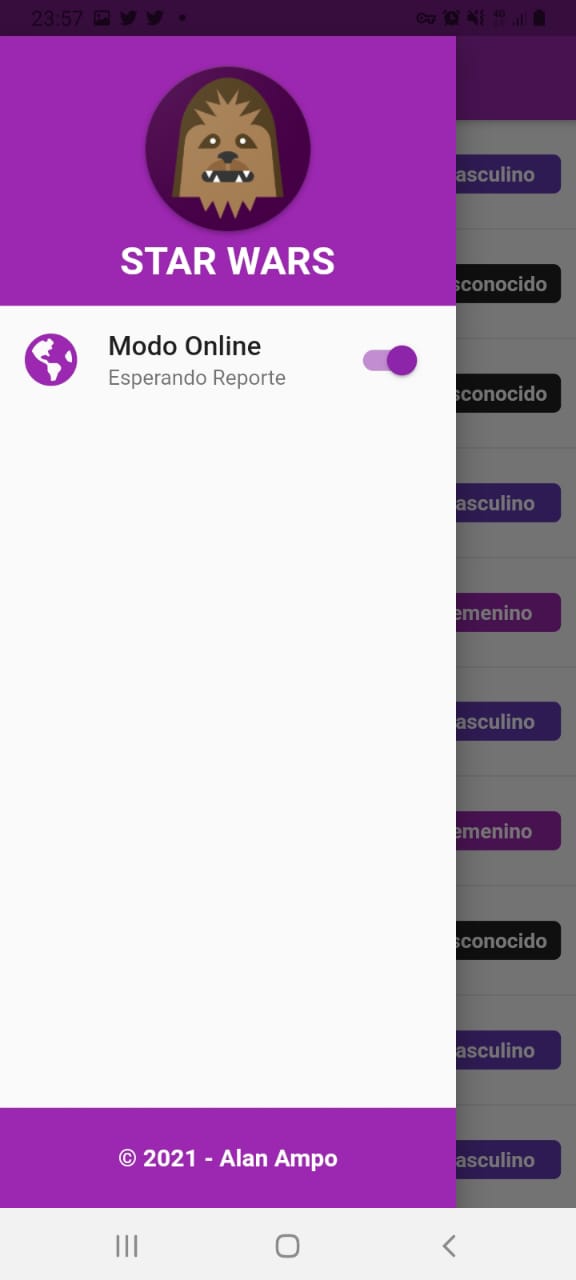 23:57
4G
STAR WARS
Modo Online
Esperando Reporte
asculino
sconocido
sconocido
asculino
emenino
asculino
emenino
sconocido
asculino
asculino
© 2021 - Alan Ampo